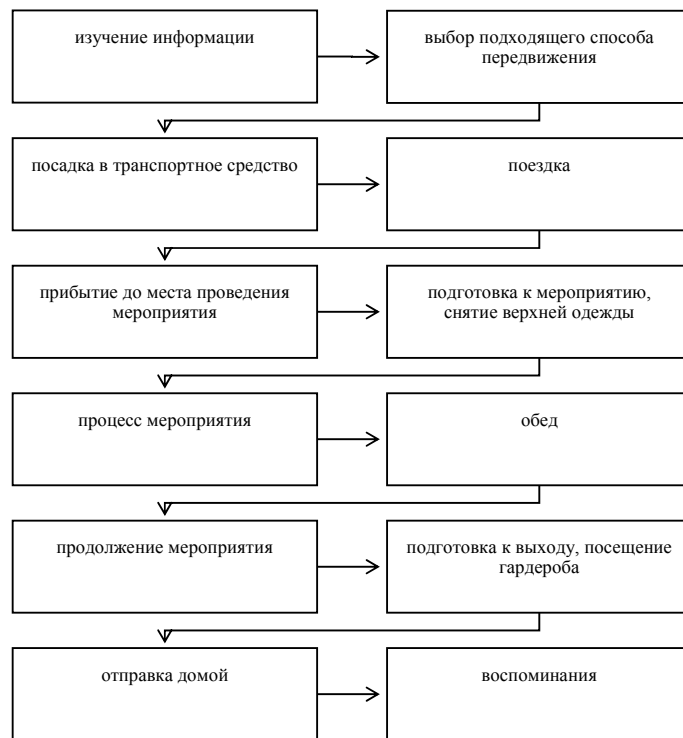 изучение информации
выбор подходящего способа
передвижения
посадка в транспортное средство
поездка
прибытие до места проведения
мероприятия
подготовка к мероприятию,
снятие верхней одежды
процесс мероприятия
обед
продолжение мероприятия
подготовка к выходу, посещение
гардероба
отправка домой
воспоминания